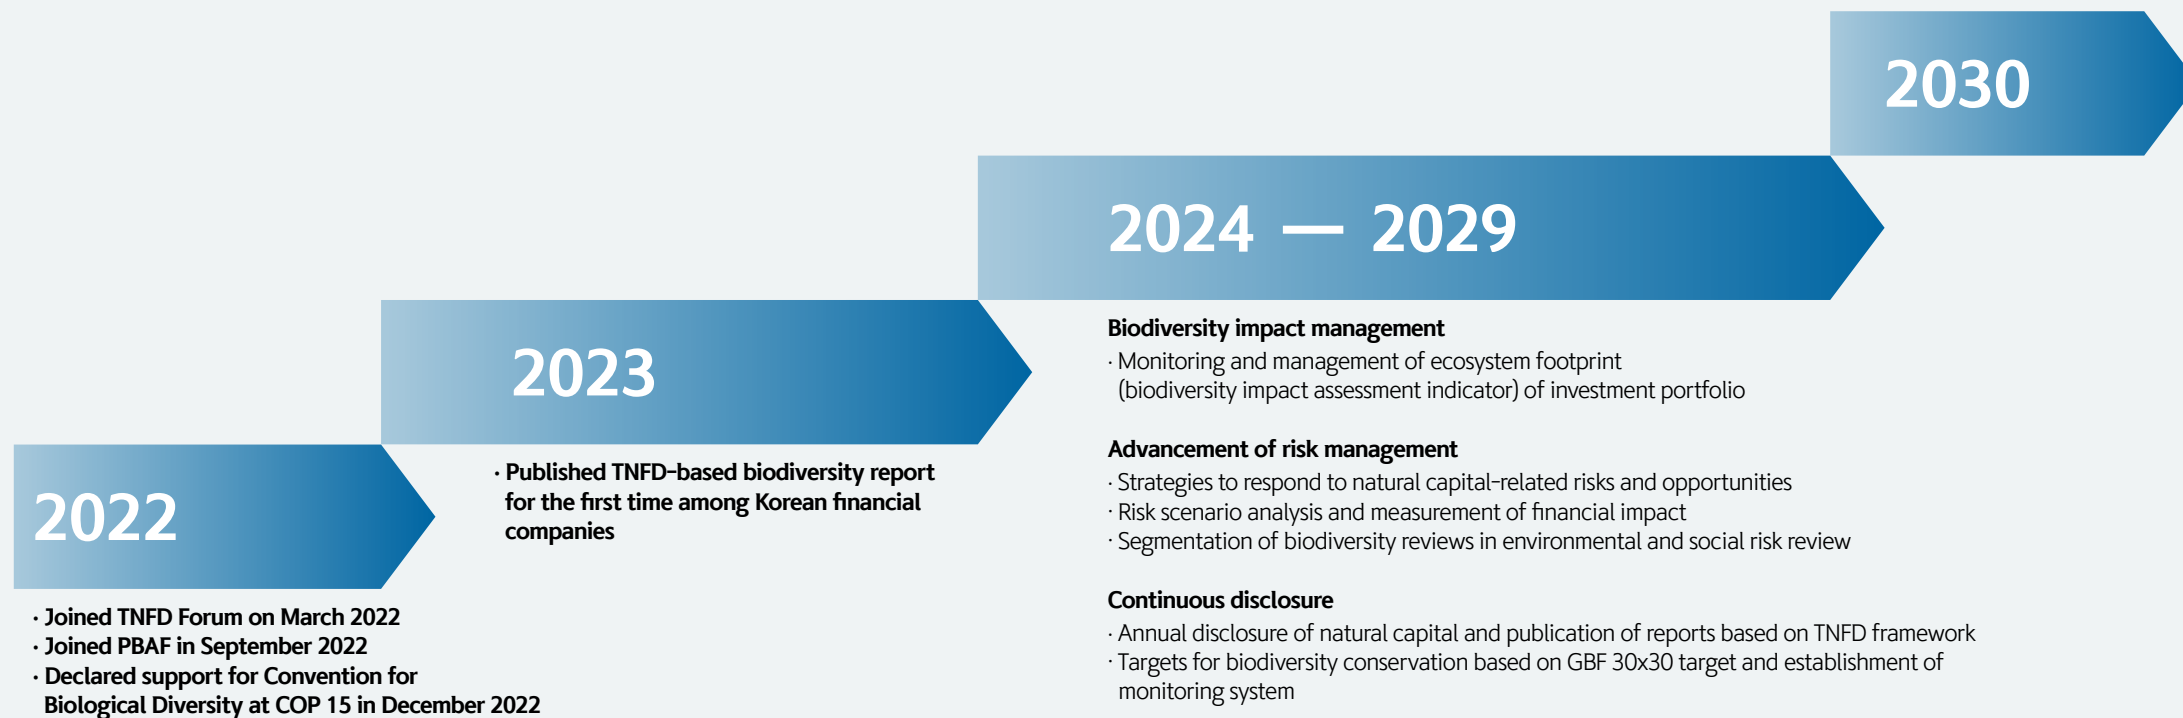 2022
· Joined TNFD Forum on March 2022
· Joined PBAF in September 2022
· Declared support for Convention for
Biological Diversity at COP 15 in December 2022
2023
· Published TNFD-based biodiversity report
for the first time among Korean financial
companies
2024 — 2029
Biodiversity impact management
· Monitoring and management of ecosystem footprint
(biodiversity impact assessment indicator) of investment portfolio
Advancement of risk management
· Strategies to respond to natural capital-related risks and opportunities
· Risk scenario analysis and measurement of financial impact
· Segmentation of biodiversity reviews in environmental and social risk review
Continuous disclosure
· Annual disclosure of natural capital and publication of reports based on TNFD framework
· Targets for biodiversity conservation based on GBF 30x30 target and establishment of
monitoring system
2030